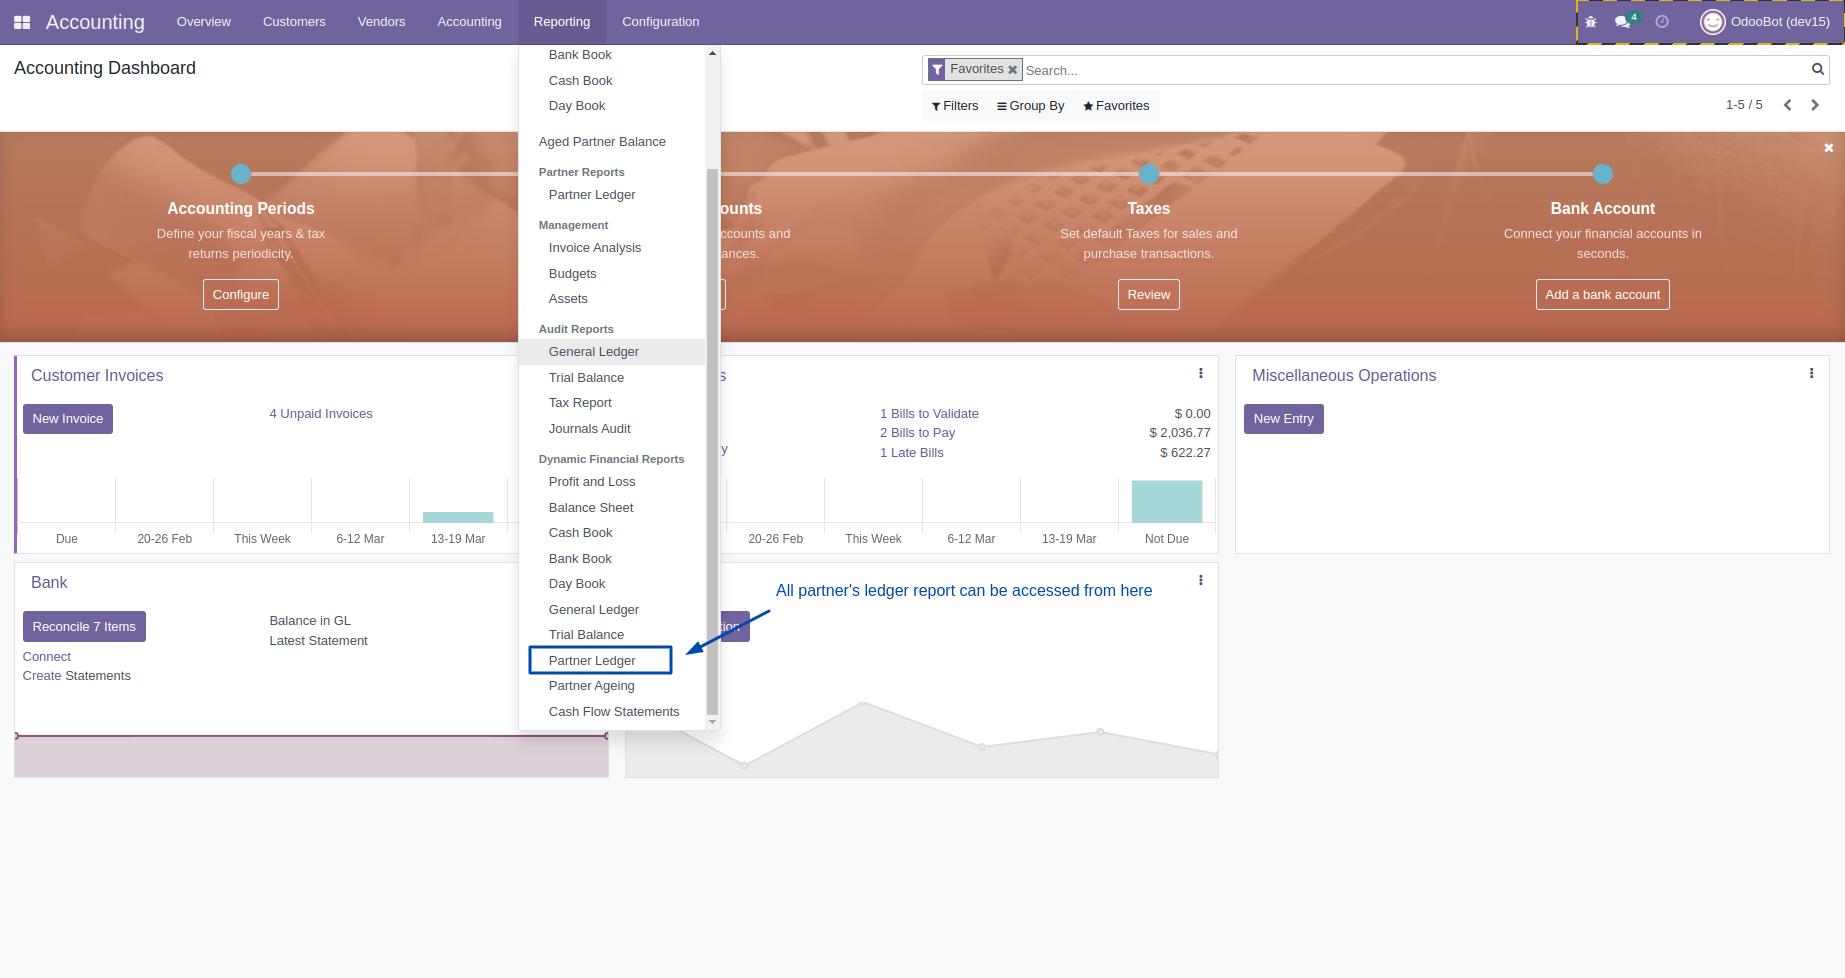 Accounting Overview Customers Vendors Accounting Reporting Configuration 4 OdooBot (dev15)
Accounting Dashboard
Favorites Search...
Filters Group By Favorites 1-5 / 5
Bank Book
Cash Book
Day Book
Aged Partner Balance
Partner Reports
Partner Ledger
Management
Invoice Analysis
Budgets
Assets
Audit Reports
General Ledger
Trial Balance
Tax Report
Journals Audit
Dynamic Financial Reports
Profit and Loss
Balance Sheet
Cash Book
Bank Book
Day Book
General Ledger
Trial Balance
Partner Ledger
Partner Ageing
Cash Flow Statements
Accounting Periods
Define your fiscal years & tax
returns periodicity.
Configure
ounts
ccounts and
ances.
Taxes
Set default Taxes for sales and
purchase transactions.
Review
Bank Account
Connect your financial accounts in
seconds.
Add a bank account
Customer Invoices
New Invoice
4 Unpaid Invoices
Due 20-26 Feb This Week 6-12 Mar 13-19 Mar
s
y
1 Bills to Validate $ 0.00
2 Bills to Pay $ 2,036.77
1 Late Bills $ 622.27
20-26 Feb This Week 6-12 Mar 13-19 Mar Not Due
Miscellaneous Operations
New Entry
Bank
Reconcile 7 Items
Balance in GL
Latest Statement
Connect
Create Statements
All partner's ledger report can be accessed from here
tion